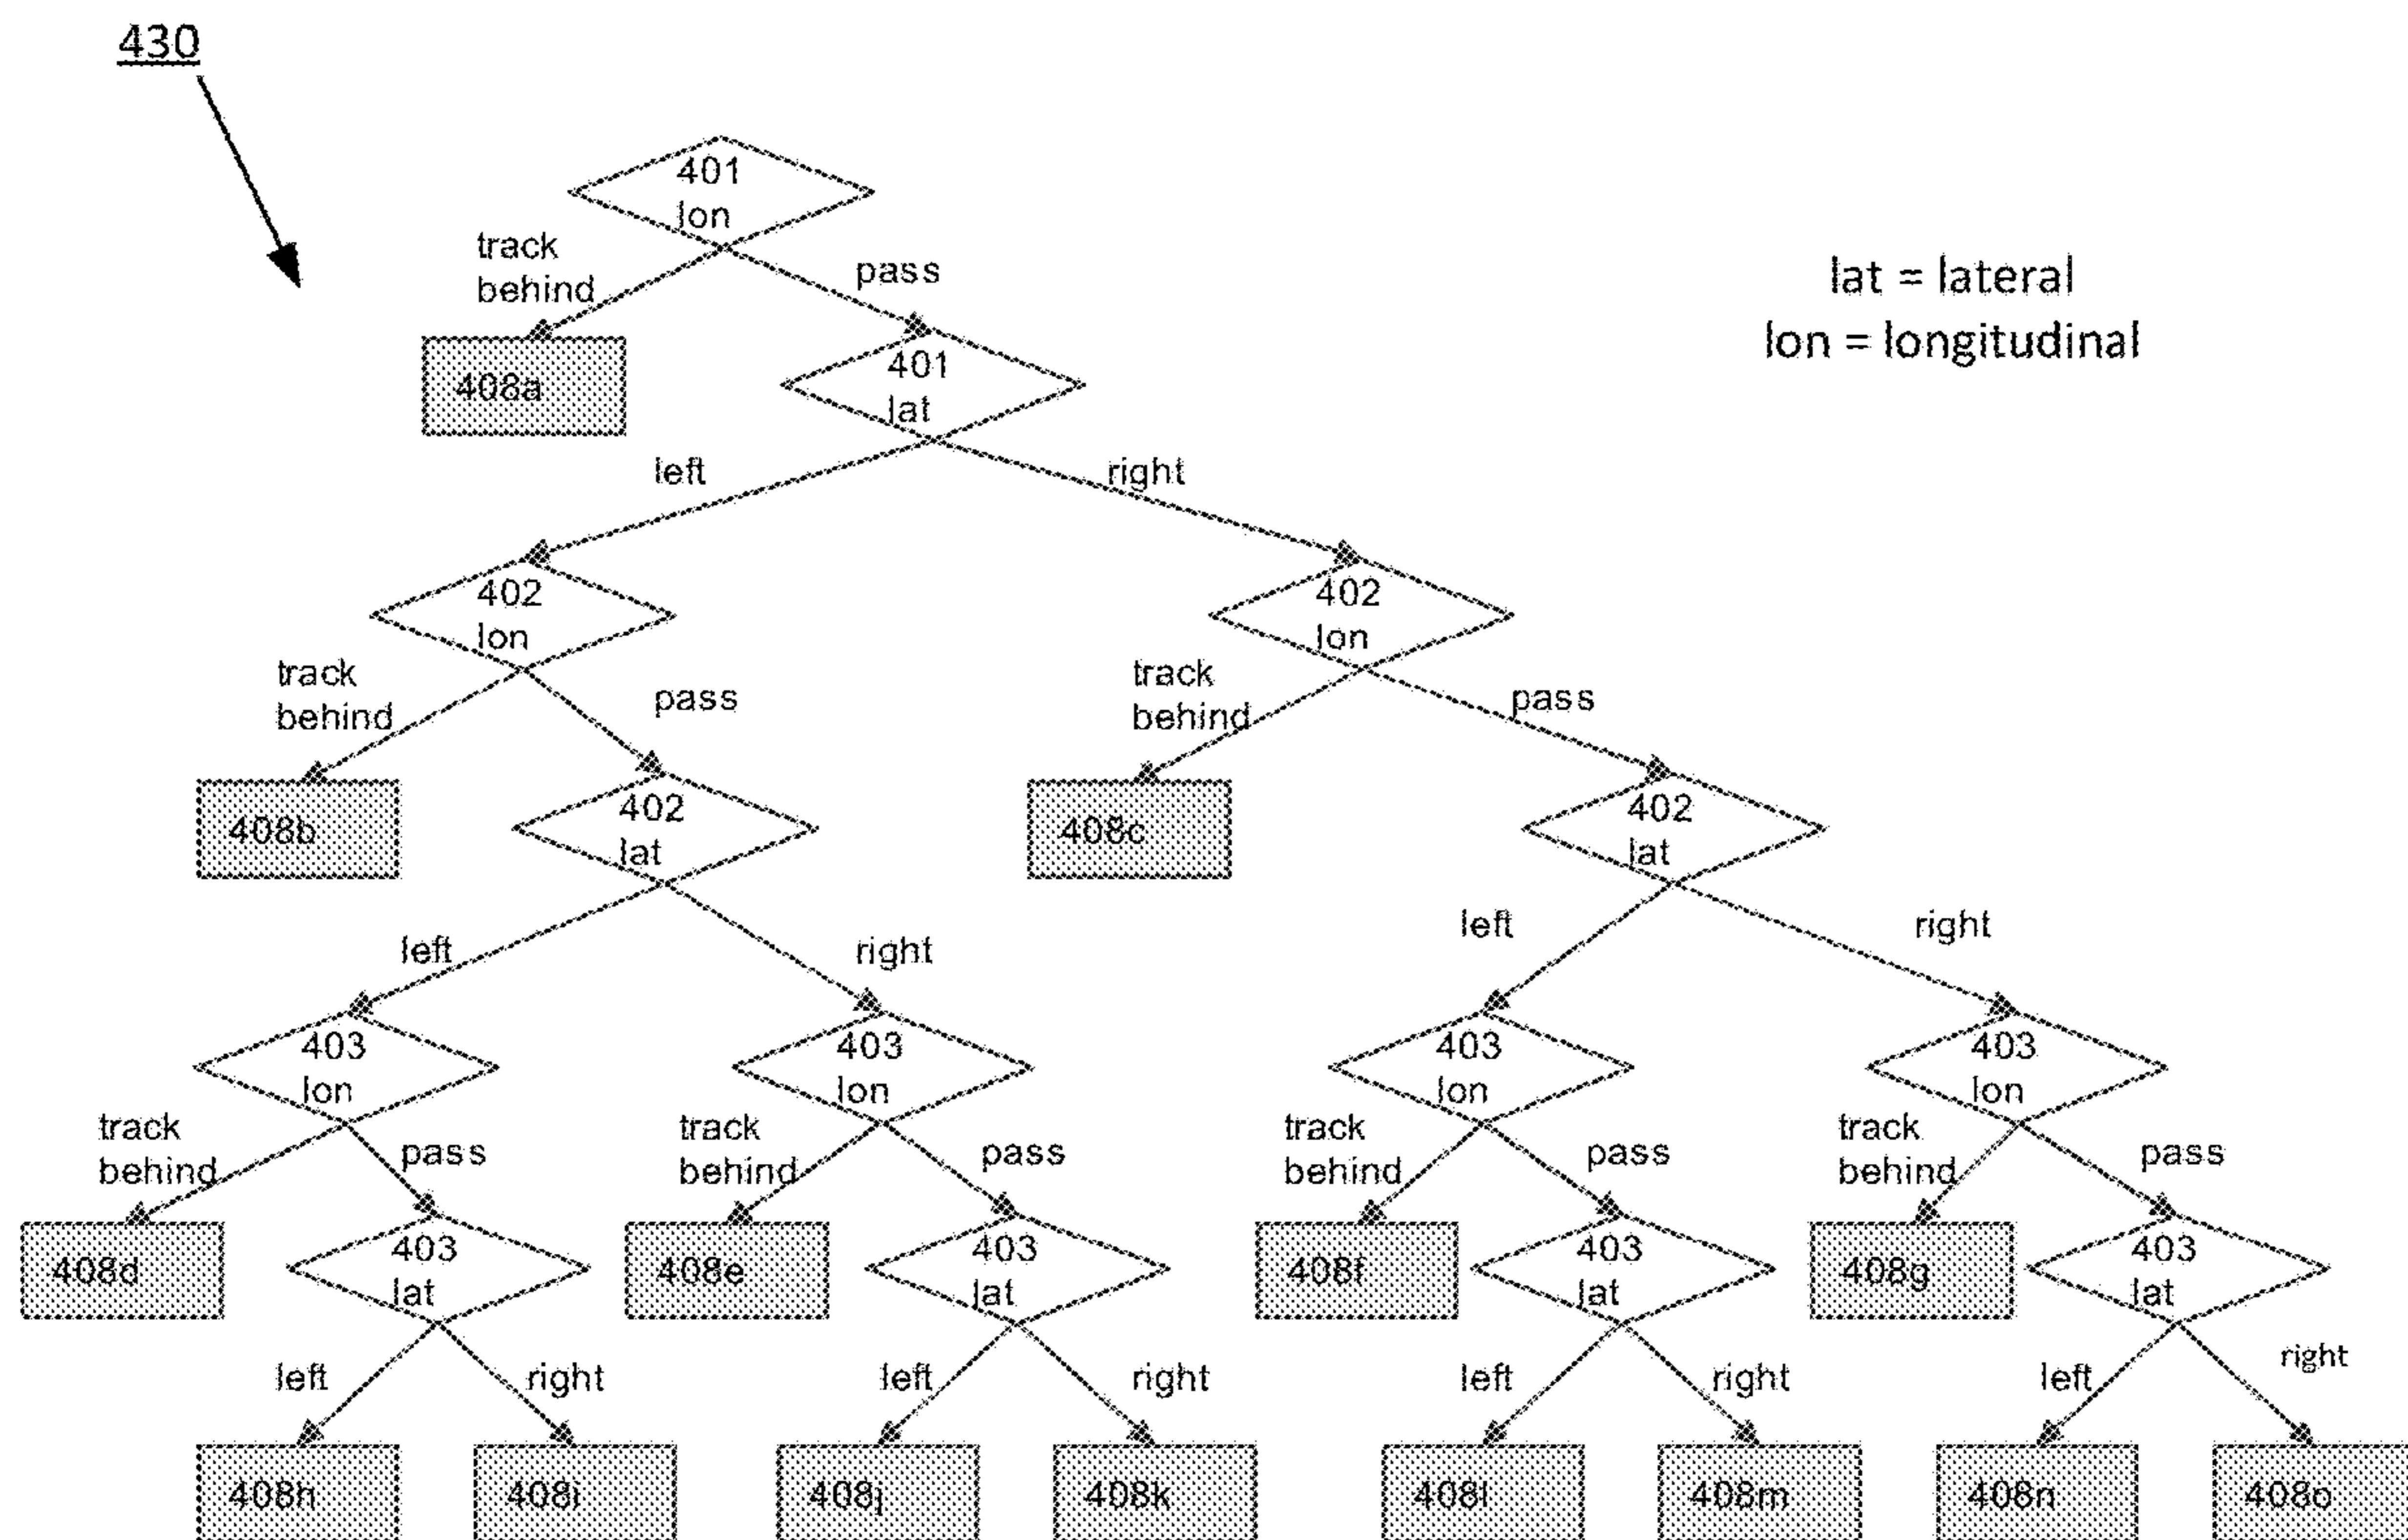 430
401
lon
track
behind
pass
lat = lateral
lon = longitudinal
408a
401
lat
left
right
402
lon
402
lon
track
behind
pass
track
behind
pass
408b
402
lat
408c
402
lat
left
right
left
right
403
lon
403
lon
403
lon
403
lon
track
behind
pass
track
behind
pass
track
behind
pass
track
behind
pass
408d
403
lat
408e
403
lat
408f
403
lat
408g
403
lat
left
right
left
right
left
right
left
right
408h
408i
408j
408k
408l
408m
408n
408o